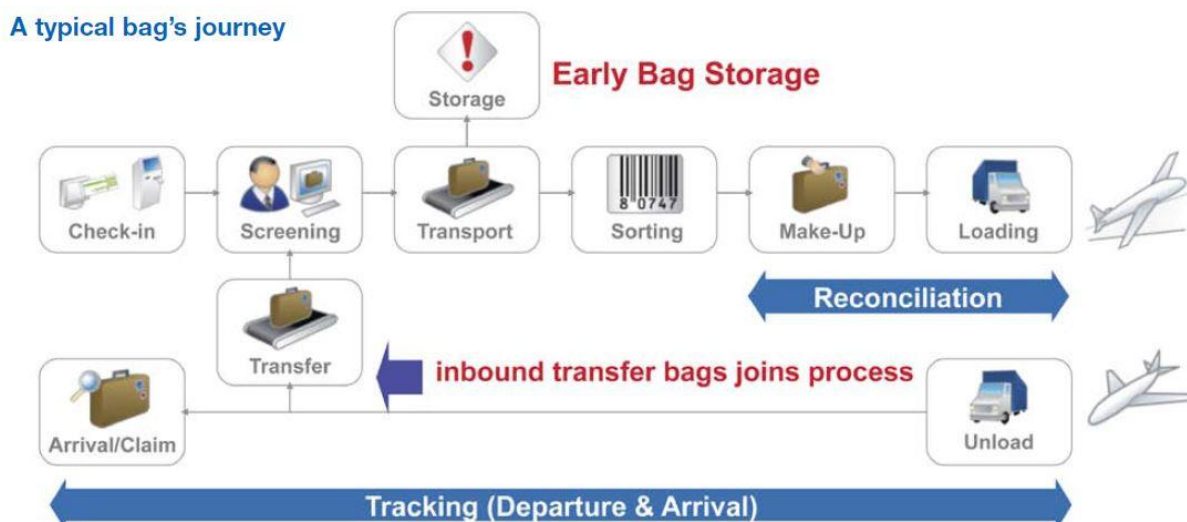 A typical bag's journey
Storage
Early Bag Storage
Check-in
Screening
Transport
8 0747
Sorting
Make-Up
Loading
Reconciliation
Transfer
inbound transfer bags joins process
Arrival/Claim
Unload
Tracking (Departure & Arrival)